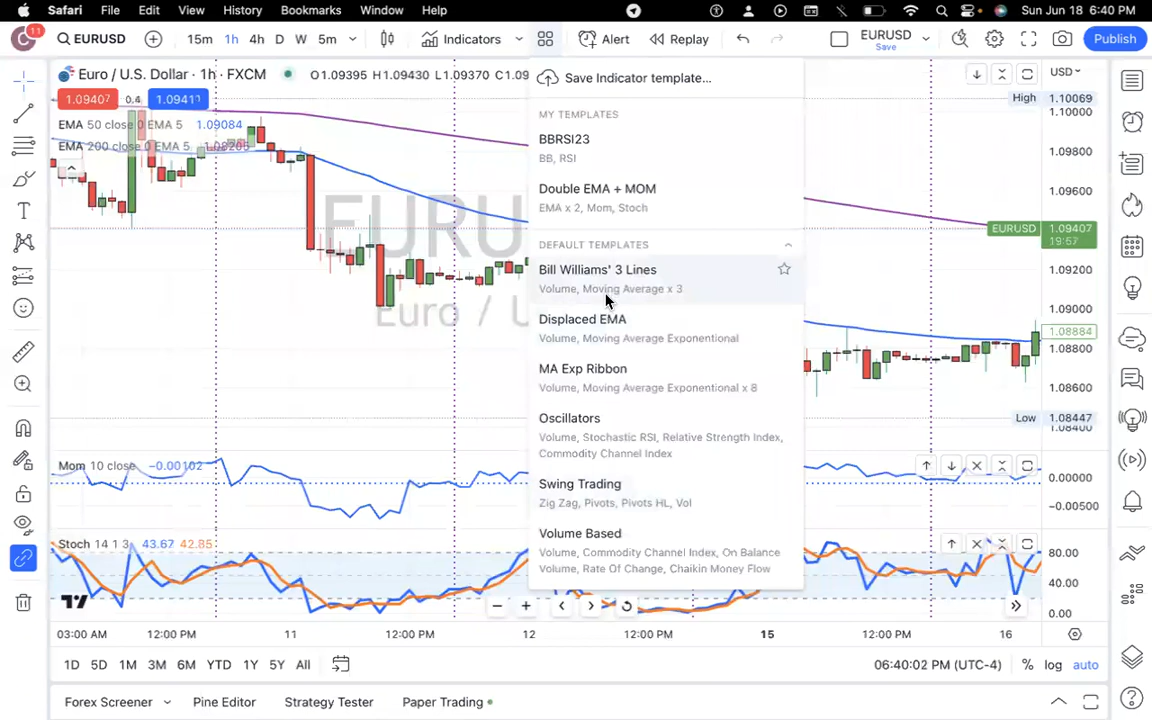 Safari File Edit View History Bookmarks Window Help Sun Jun 18 6:40 PM
C 11 EURUSD 15m 1h 4h D W 5m Indicators Alert Replay EURUSD Save Publish
Euro / U.S. Dollar · 1h · FXCM O1.09395 H1.09430 L1.09370 C1.09
1.09407 0.4 1.09411
EMA 50 close 0 EMA 5 1.09084
EMA 200 close 0 EMA 5 1.08205
EURU
Euro / U
Save Indicator template...
MY TEMPLATES
BBRSI23
BB, RSI
Double EMA + MOM
EMA x 2, Mom, Stoch
DEFAULT TEMPLATES
Bill Williams' 3 Lines
Volume, Moving Average x 3
Displaced EMA
Volume, Moving Average Exponential
MA Exp Ribbon
Volume, Moving Average Exponential x 8
Oscillators
Volume, Stochastic RSI, Relative Strength Index,
Commodity Channel Index
Swing Trading
Zig Zag, Pivots, Pivots HL, Vol
Volume Based
Volume, Commodity Channel Index, On Balance
Volume, Rate Of Change, Chaikin Money Flow
USD
High 1.10069
1.10000
1.09800
1.09600
EURUSD 1.09407
19:57
1.09200
1.09000
1.08884
1.08800
1.08600
Low 1.08447
1.08400
Mom 10 close −0.00102
0.00000
−0.00500
Stoch 14 1 3 43.67 42.85
80.00
40.00
0.00
03:00 AM 12:00 PM 11 12:00 PM 12 12:00 PM 15 12:00 PM 16
1D 5D 1M 3M 6M YTD 1Y 5Y All 06:40:02 PM (UTC-4) % log auto
Forex Screener Pine Editor Strategy Tester Paper Trading